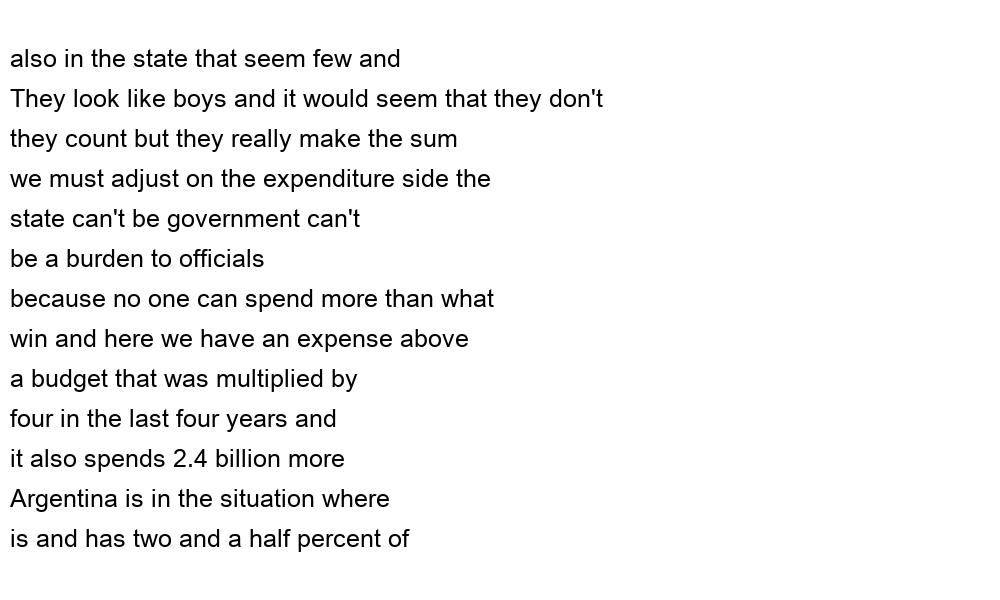 also in the state that seem few and
They look like boys and it would seem that they don't
they count but they really make the sum
we must adjust on the expenditure side the
state can't be government can't
be a burden to officials
because no one can spend more than what
win and here we have an expense above
a budget that was multiplied by
four in the last four years and
it also spends 2.4 billion more
Argentina is in the situation where
is and has two and a half percent of